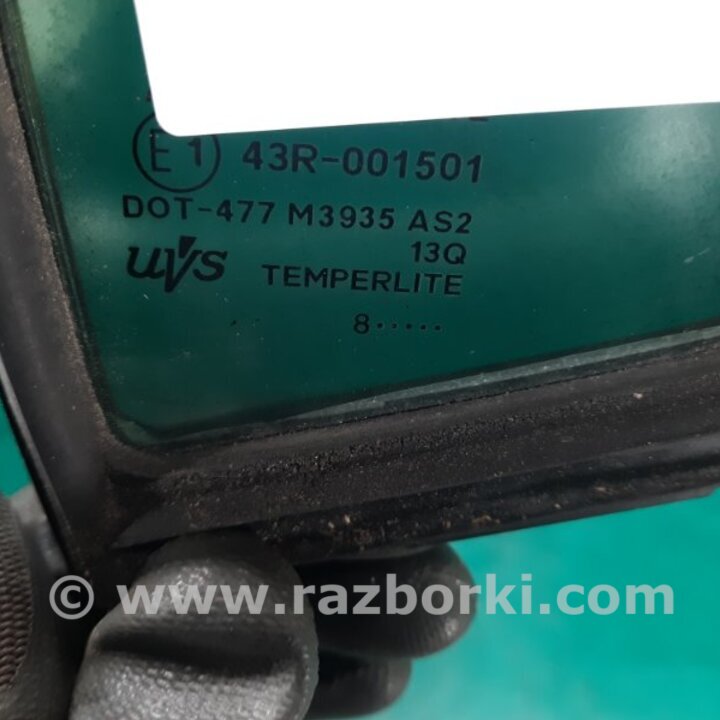 E1 43R-001501
DOT-477 M3935 AS2
13Q
UVS TEMPERLITE
8.....
© www.razborki.com